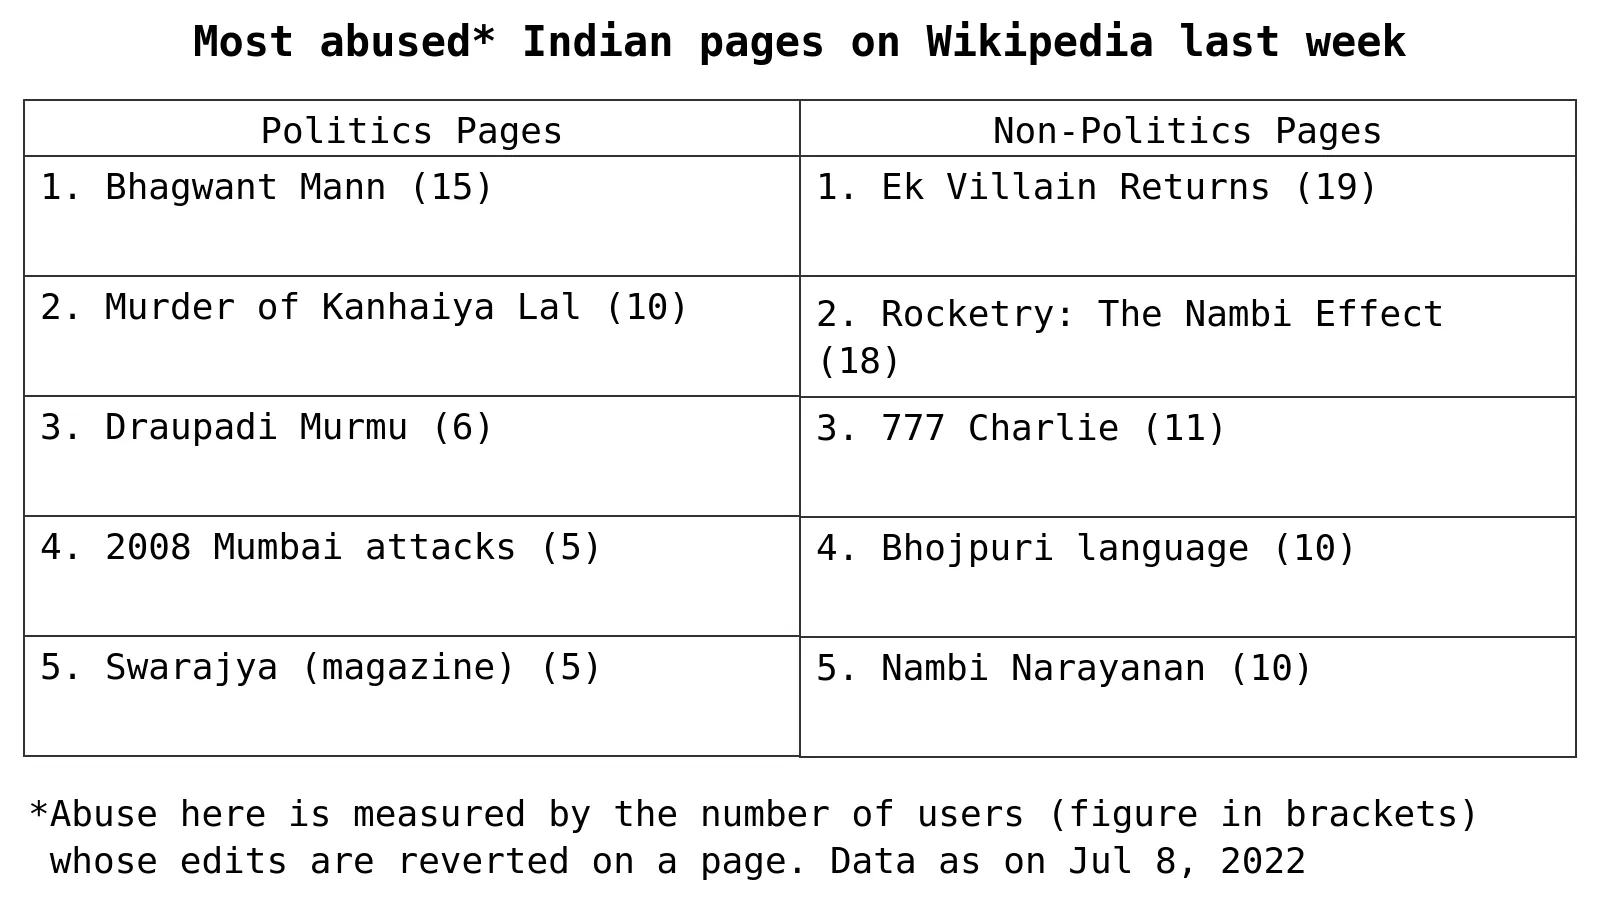 Most abused* Indian pages on Wikipedia last week
Politics Pages
Non-Politics Pages
1. Bhagwant Mann (15)
1. Ek Villain Returns (19)
2. Murder of Kanhaiya Lal (10)
2. Rocketry: The Nambi Effect
(18)
3. Draupadi Murmu (6)
3. 777 Charlie (11)
4. 2008 Mumbai attacks (5)
4. Bhojpuri language (10)
5. Swarajya (magazine) (5)
5. Nambi Narayanan (10)
*Abuse here is measured by the number of users (figure in brackets)
whose edits are reverted on a page. Data as on Jul 8, 2022